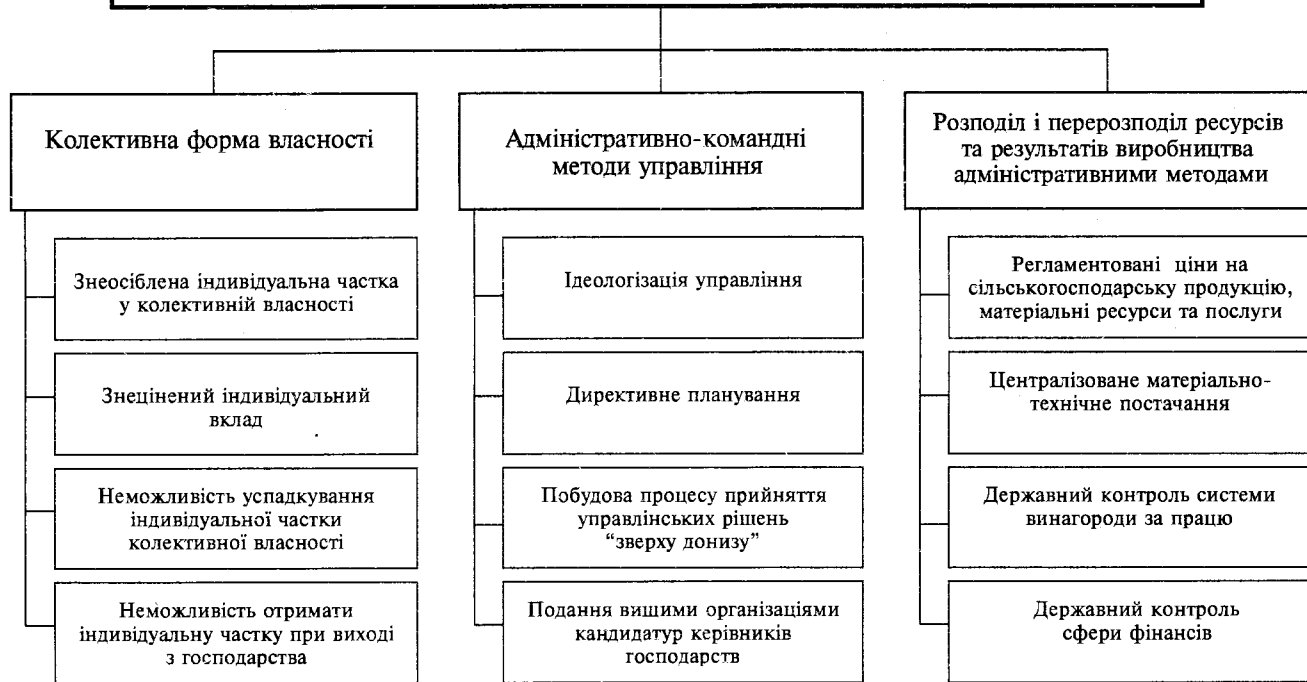 Колективна форма власності
Знеосіблена індивідуальна частка
у колективній власності
Знецінений індивідуальний
вклад
Неможливість успадкування
індивідуальної частки
колективної власності
Неможливість отримати
індивідуальну частку при виході
з господарства
Адміністративно-командні
методи управління
Ідеологізація управління
Директивне планування
Побудова процесу прийняття
управлінських рішень
“зверху донизу”
Подання вищими організаціями
кандидатур керівників
господарств
Розподіл і перерозподіл ресурсів
та результатів виробництва
адміністративними методами
Регламентовані ціни на
сільськогосподарську продукцію,
матеріальні ресурси та послуги
Централізоване матеріально-
технічне постачання
Державний контроль системи
винагороди за працю
Державний контроль
сфери фінансів